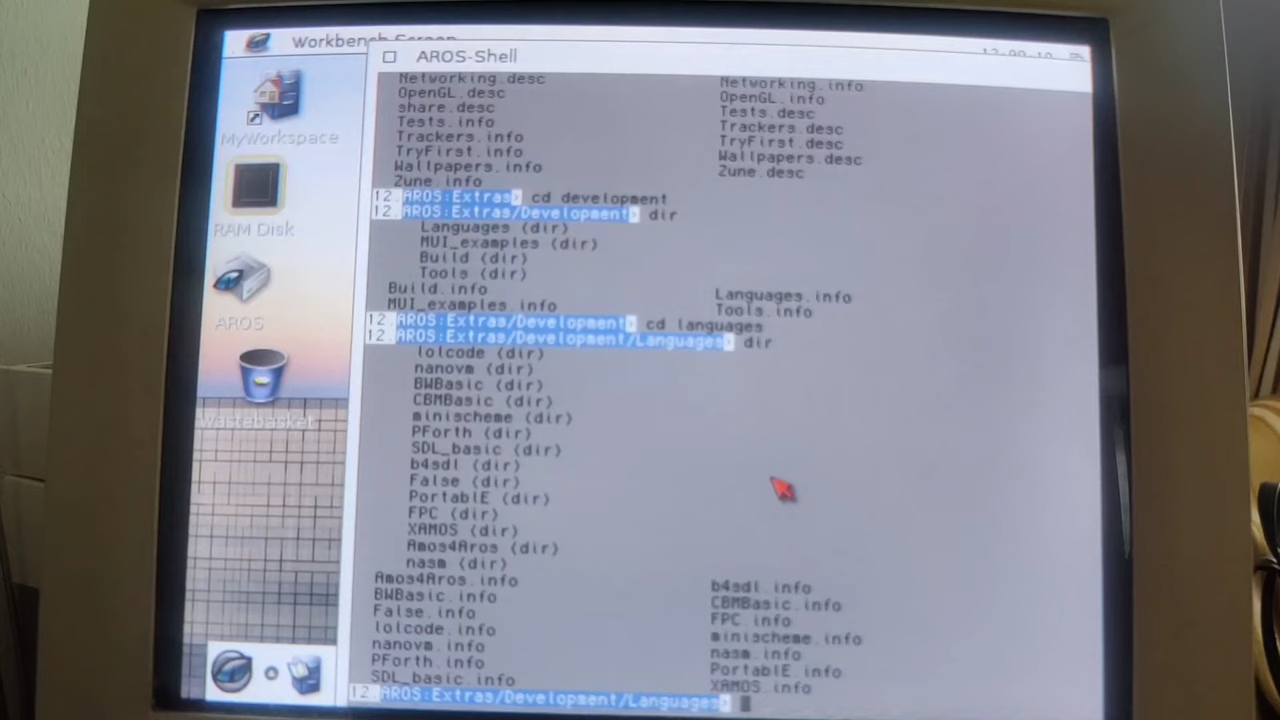 Workbench Screen
AROS-Shell
Networking.desc Networking.info
OpenGL.desc OpenGL.info
share.desc Tests.desc
Tests.info Trackers.desc
Trackers.info TryFirst.desc
TryFirst.info Wallpapers.desc
Wallpapers.info Zune.desc
Zune.info
12.AROS:Extras> cd development
12.AROS:Extras/Development> dir
Languages (dir)
MUI_examples (dir)
Build (dir)
Tools (dir)
Build.info Languages.info
MUI_examples.info Tools.info
12.AROS:Extras/Development> cd languages
12.AROS:Extras/Development/Languages> dir
lolcode (dir)
nanovm (dir)
BWBasic (dir)
CBMBasic (dir)
minischeme (dir)
PForth (dir)
SDL_basic (dir)
b4sdl (dir)
False (dir)
PortablE (dir)
FPC (dir)
XAMOS (dir)
Amos4Aros (dir)
nasm (dir)
Amos4Aros.info b4sdl.info
BWBasic.info CBMBasic.info
False.info FPC.info
lolcode.info minischeme.info
nanovm.info nasm.info
PForth.info PortablE.info
SDL_basic.info XAMOS.info
12.AROS:Extras/Development/Languages>
MyWorkspace
RAM Disk
AROS
Wastebasket